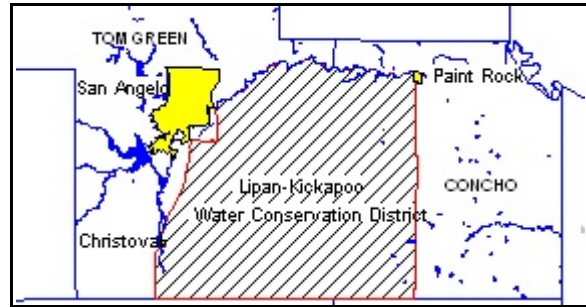 TOM GREEN
San Angelo
Paint Rock
Lipan-Kickapoo
CONCHO
Water Conservation District
Christoval